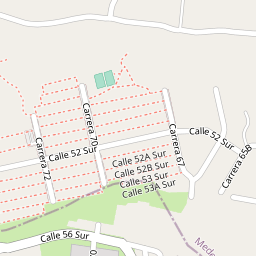 Calle 52 Sur
Carrera 70
Carrera 67
Carrera 65B
Carrera 72
Calle 52 Sur
Calle 52A Sur
Calle 52B Sur
Calle 53 Sur
Calle 53A Sur
Calle 56 Sur
Mede